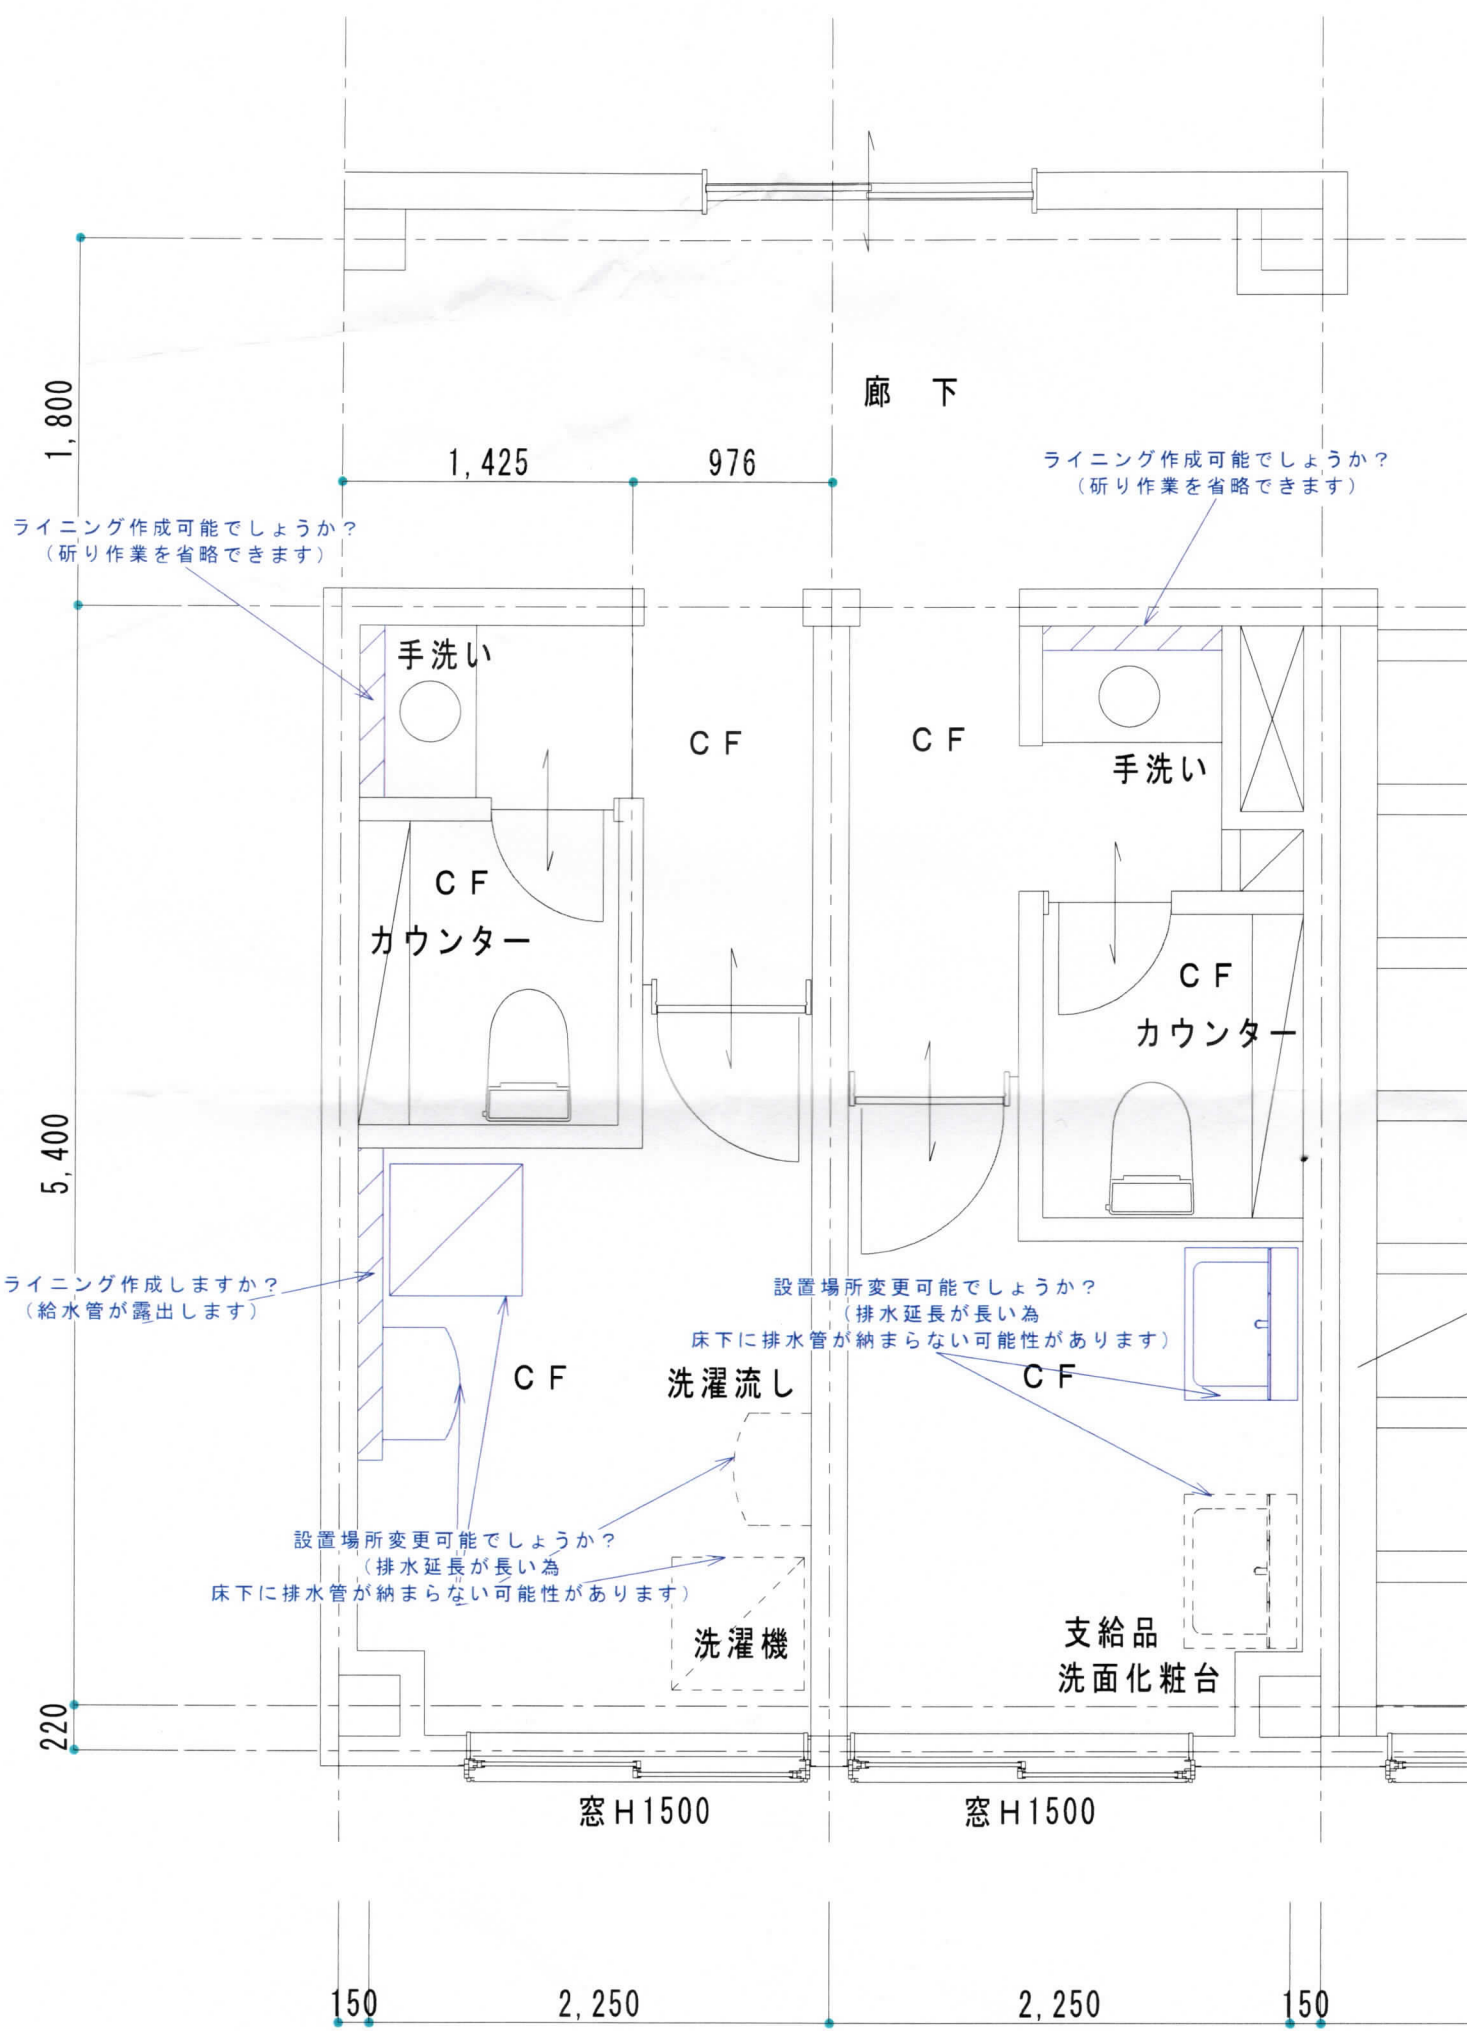 廊 下
1,800
1,425
976
ライニング作成可能でしょうか?
(斫り作業を省略できます)
ライニング作成可能でしょうか?
(斫り作業を省略できます)
手洗い
CF
CF
手洗い
CF
カウンター
CF
カウンター
5,400
ライニング作成しますか?
(給水管が露出します)
設置場所変更可能でしょうか?
(排水延長が長い為
床下に排水管が納まらない可能性があります)
CF
洗濯流し
CF
設置場所変更可能でしょうか?
(排水延長が長い為
床下に排水管が納まらない可能性があります)
洗濯機
支給品
洗面化粧台
220
窓H1500
窓H1500
150
2,250
2,250
150